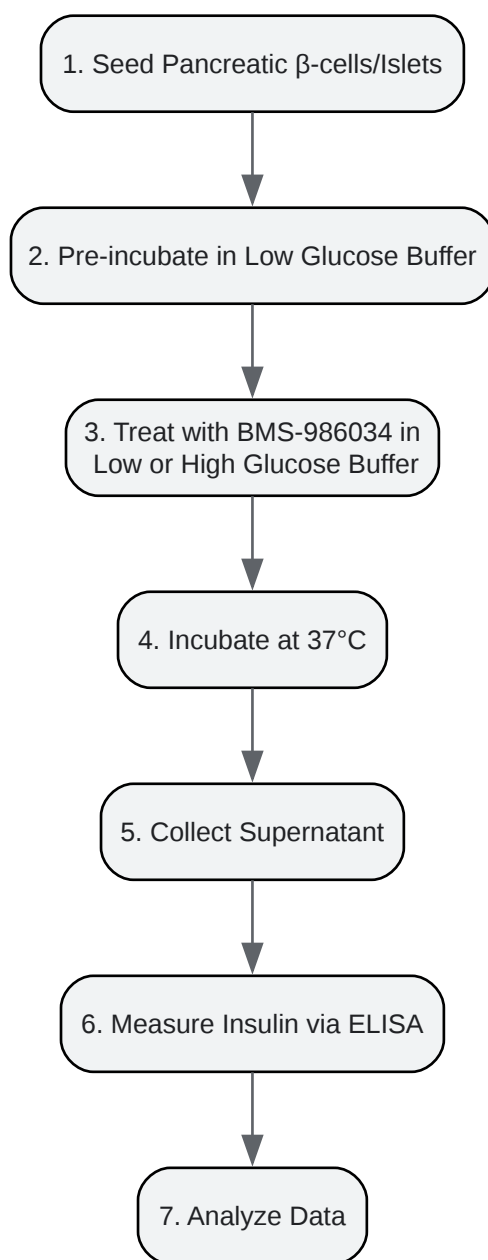 1. Seed Pancreatic β-cells/Islets
2. Pre-incubate in Low Glucose Buffer
3. Treat with BMS-986034 in
Low or High Glucose Buffer
4. Incubate at 37°C
5. Collect Supernatant
6. Measure Insulin via ELISA
7. Analyze Data